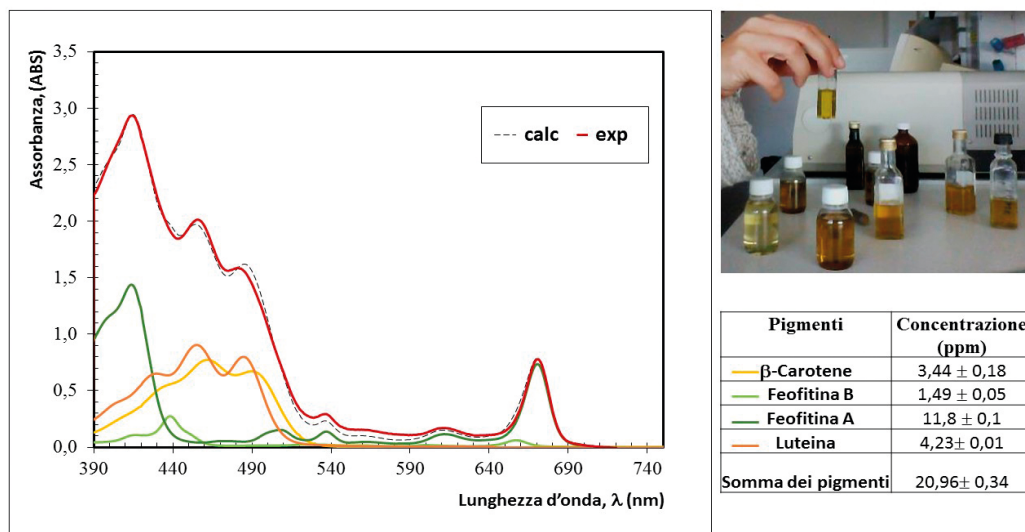 3,5
3,0
2,5
2,0
1,5
1,0
0,5
0,0
Assorbanza, (ABS)
calc exp
390 440 490 540 590 640 690 740
Lunghezza d'onda, λ (nm)
Pigmenti Concentrazione
(ppm)
β-Carotene 3,44 ± 0,18
Feofitina B 1,49 ± 0,05
Feofitina A 11,8 ± 0,1
Luteina 4,23± 0,01
Somma dei pigmenti 20,96± 0,34